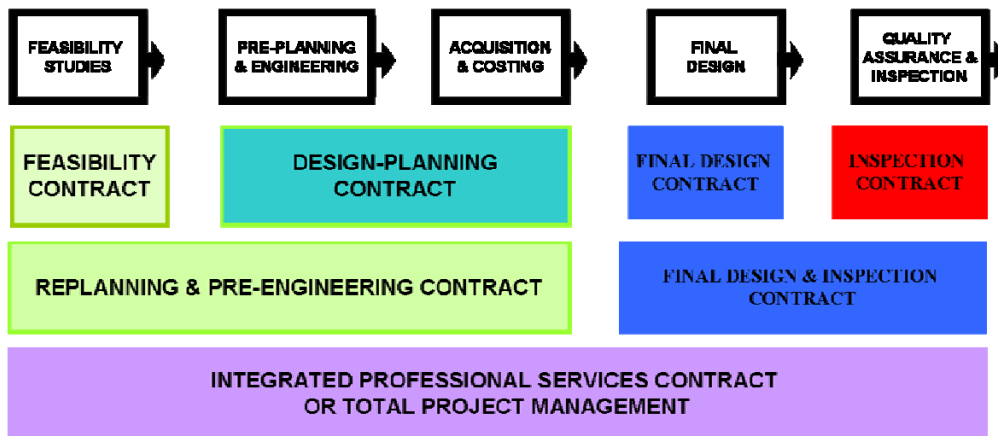 FEASIBILITY
STUDIES
PRE-PLANNING
& ENGINEERING
ACQUISITION
& COSTING
FINAL
DESIGN
QUALITY
ASSURANCE &
INSPECTION
FEASIBILITY
CONTRACT
DESIGN-PLANNING
CONTRACT
FINAL DESIGN
CONTRACT
INSPECTION
CONTRACT
REPLANNING & PRE-ENGINEERING CONTRACT
FINAL DESIGN & INSPECTION
CONTRACT
INTEGRATED PROFESSIONAL SERVICES CONTRACT
OR TOTAL PROJECT MANAGEMENT